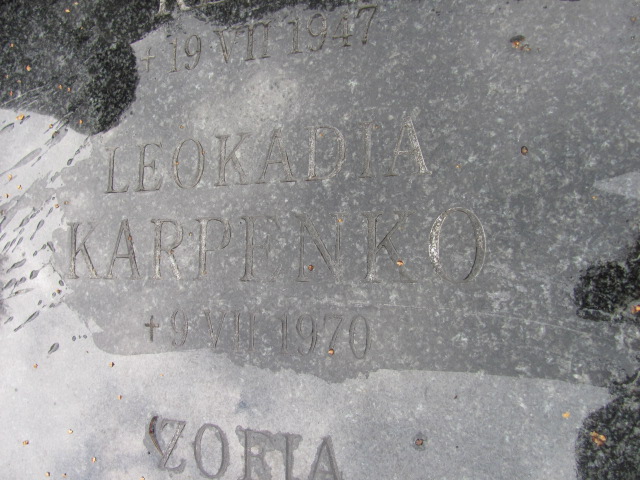 + 19 VII 1947
LEOKADIA
KARPENKO
+ 9 VII 1970
ZOFIA